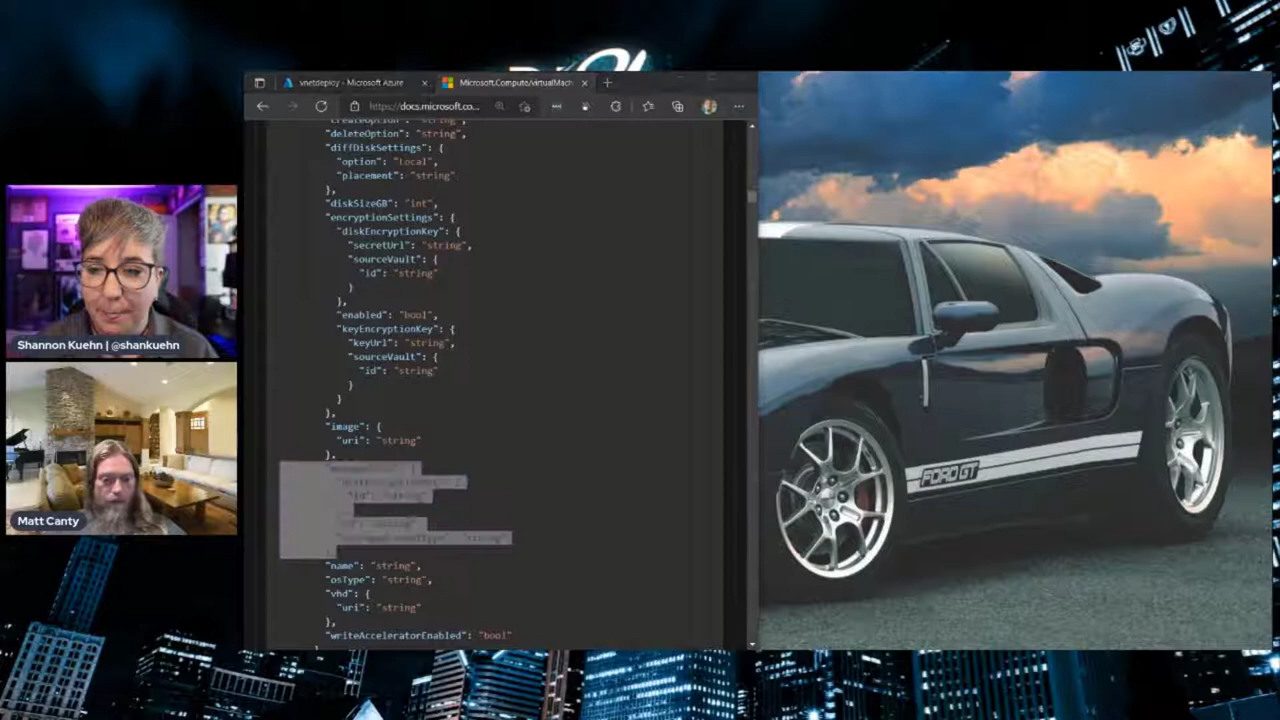 vnetdeploy - Microsoft Azure
Microsoft.Compute/virtualMach
https://docs.microsoft.co...
"createOption": "string",
"deleteOption": "string",
"diffDiskSettings": {
"option": "Local",
"placement": "string"
},
"diskSizeGB": "int",
"encryptionSettings": {
"diskEncryptionKey": {
"secretUrl": "string",
"sourceVault": {
"id": "string"
}
},
"enabled": "bool",
"keyEncryptionKey": {
"keyUrl": "string",
"sourceVault": {
"id": "string"
}
}
},
"image": {
"uri": "string"
},
"name": "string",
"osType": "string",
"vhd": {
"uri": "string"
},
"writeAcceleratorEnabled": "bool"
Shannon Kuehn | @shankuehn
Matt Canty
FORD GT